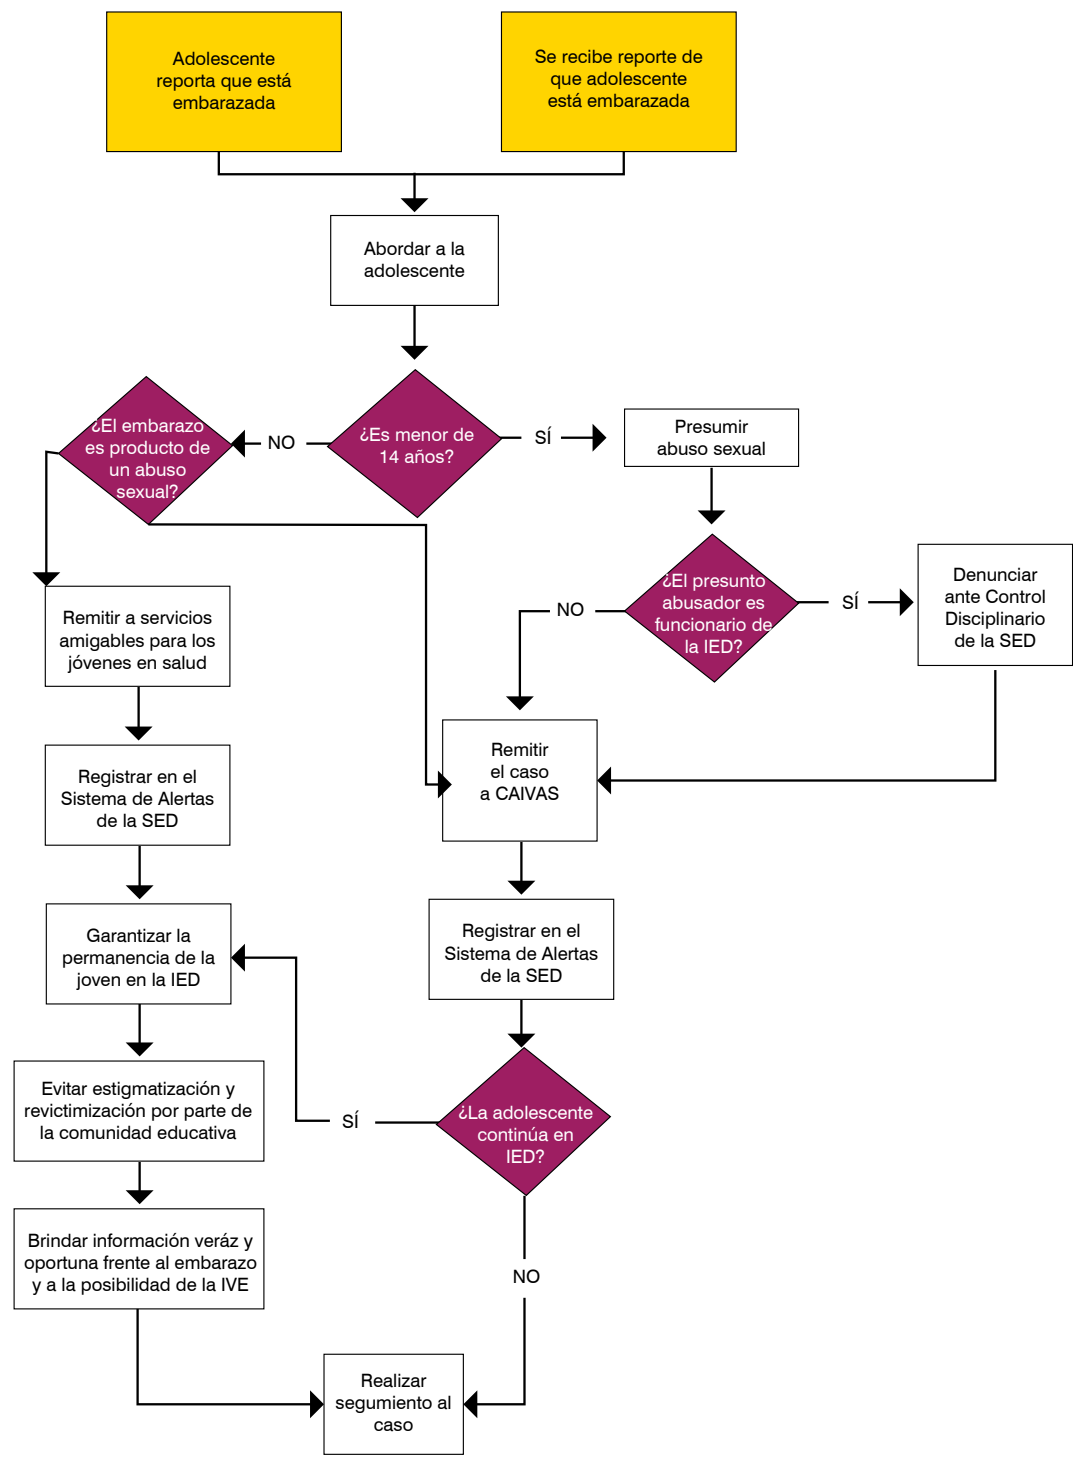 Adolescente
reporta que está
embarazada
Se recibe reporte de
que adolescente
está embarazada
Abordar a la
adolescente
¿El embarazo
es producto de
un abuso
sexual?
NO
¿Es menor de
14 años?
SÍ
Presumir
abuso sexual
¿El presunto
abusador es
funcionario de
la IED?
NO
SÍ
Denunciar
ante Control
Disciplinario
de la SED
Remitir a servicios
amigables para los
jóvenes en salud
Remitir
el caso
a CAIVAS
Registrar en el
Sistema de Alertas
de la SED
Registrar en el
Sistema de Alertas
de la SED
Garantizar la
permanencia de la
joven en la IED
¿La adolescente
continúa en
IED?
SÍ
Evitar estigmatización y
revictimización por parte de
la comunidad educativa
Brindar información veráz y
oportuna frente al embarazo
y a la posibilidad de la IVE
NO
Realizar
segumiento al
caso